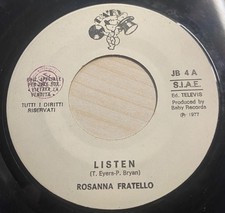 JB 4 A
S.I.A.E.
Ed. TELEVIS
Produced by
Baby Records
℗ 1977
TUTTI I DIRITTI
RISERVATI
LISTEN
(T. Eyers-P. Bryan)
ROSANNA FRATELLO